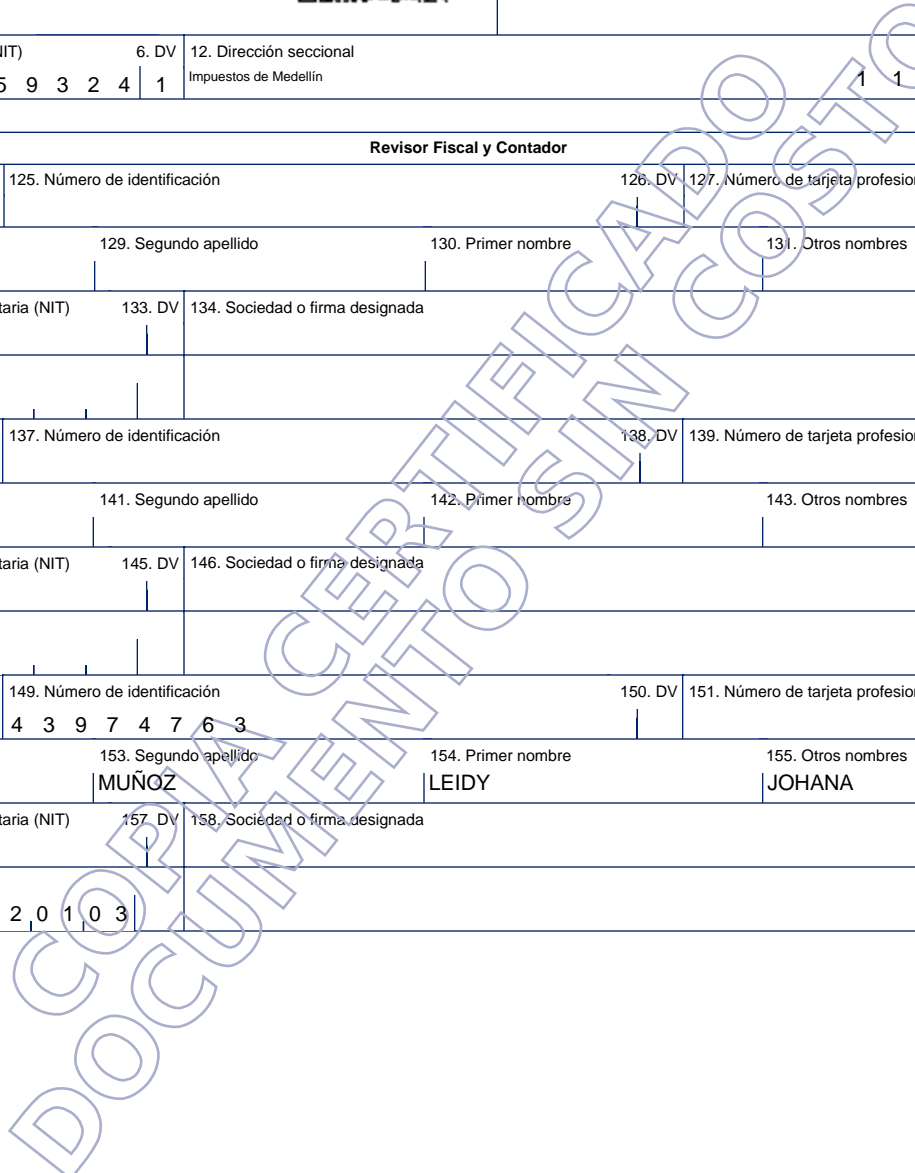 NIT) 6. DV 12. Dirección seccional
5 9 3 2 4 1 Impuestos de Medellín 1 1
Revisor Fiscal y Contador
125. Número de identificación 126. DV 127. Número de tarjeta profesion
129. Segundo apellido 130. Primer nombre 131. Otros nombres
taria (NIT) 133. DV 134. Sociedad o firma designada
137. Número de identificación 138. DV 139. Número de tarjeta profesion
141. Segundo apellido 142. Primer nombre 143. Otros nombres
taria (NIT) 145. DV 146. Sociedad o firma designada
149. Número de identificación 150. DV 151. Número de tarjeta profesion
4 3 9 7 4 7 6 3
153. Segundo apellido 154. Primer nombre 155. Otros nombres
MUÑOZ LEIDY JOHANA
taria (NIT) 157. DV 158. Sociedad o firma designada
2 0 1 0 3
COPIA CERTIFICADO
DOCUMENTO SIN COSTO